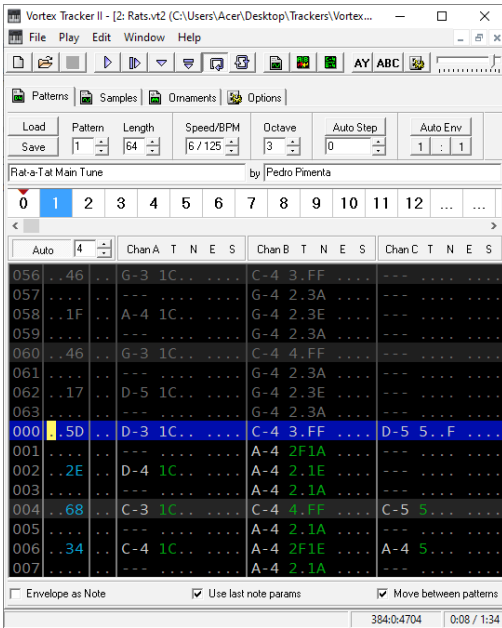 Vortex Tracker II - [2: Rats.vt2 (C:\Users\Acer\Desktop\Trackers\Vortex...
File Play Edit Window Help
AY ABC
Patterns Samples Ornaments Options
Load Pattern Length Speed/BPM Octave Auto Step Auto Env
Save 1 64 6/125 3 0 1 : 1
Rat-a-Tat Main Tune by Pedro Pimenta
0 1 2 3 4 5 6 7 8 9 10 11 12 ... ...
Auto 4 Chan A T N E S Chan B T N E S Chan C T N E S
056 ..46 .. G-3 1C.. .... C-4 3.FF .... --- .... ....
057 .... .. --- .... .... G-4 2.3A .... --- .... ....
058 ..1F .. A-4 1C.. .... G-4 2.3E .... --- .... ....
059 .... .. --- .... .... G-4 2.3A .... --- .... ....
060 ..46 .. G-3 1C.. .... C-4 4.FF .... --- .... ....
061 .... .. --- .... .... G-4 2.3A .... --- .... ....
062 ..17 .. D-5 1C.. .... G-4 2.3E .... --- .... ....
063 .... .. --- .... .... G-4 2.3A .... --- .... ....
000 ..5D .. D-3 1C.. .... C-4 3.FF .... D-5 5..F ....
001 .... .. --- .... .... A-4 2F1A .... --- .... ....
002 ..2E .. D-4 1C.. .... A-4 2.1E .... --- .... ....
003 .... .. --- .... .... A-4 2.1A .... --- .... ....
004 ..68 .. C-3 1C.. .... C-4 4.FF .... C-5 5... ....
005 .... .. --- .... .... A-4 2.1A .... --- .... ....
006 ..34 .. C-4 1C.. .... A-4 2F1E .... A-4 5... ....
007 .... .. --- .... .... A-4 2.1A .... --- .... ....
Envelope as Note Use last note params Move between patterns
384:0:4704 0:08 / 1:34